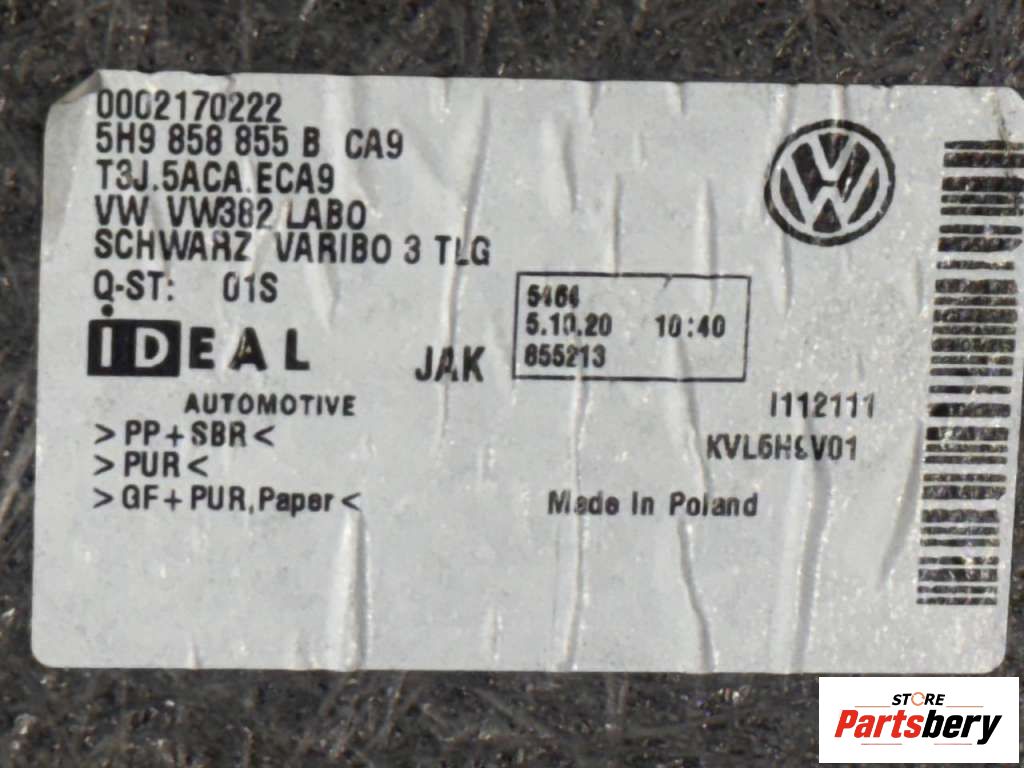 0002170222
5H9 858 855 B CA9
T3J.5ACA.ECA9
VW VW382 LABO
SCHWARZ VARIBO 3 TLG
Q-ST: 01S
5464
5.10.20 10:40
855213
IDEAL
JAK
AUTOMOTIVE
I112111
>PP+SBR<
>PUR<
>GF+PUR,Paper<
Made In Poland
STORE
Partsbery